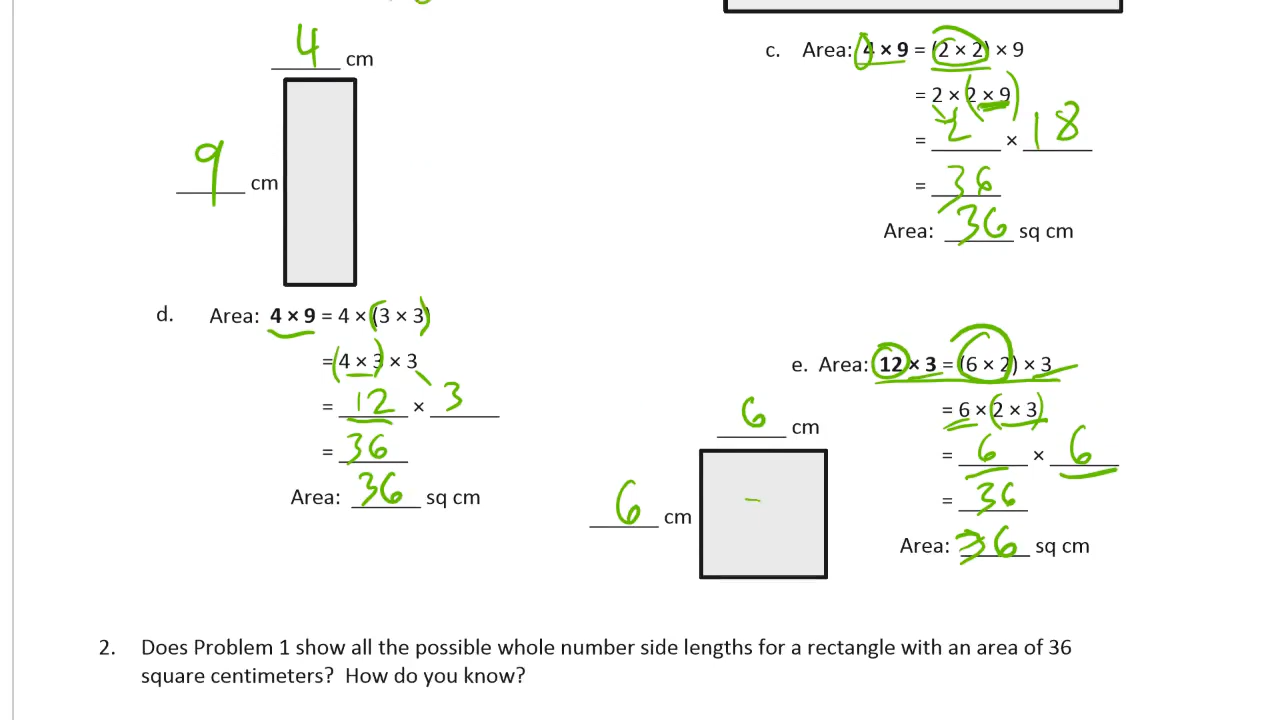 4 cm
9 cm
c. Area: 4 × 9 = (2 × 2) × 9
= 2 × (2 × 9)
= 2 × 18
= 36
Area: 36 sq cm
d. Area: 4 × 9 = 4 × (3 × 3)
= (4 × 3) × 3
= 12 × 3
= 36
Area: 36 sq cm
e. Area: 12 × 3 = (6 × 2) × 3
= 6 × (2 × 3)
= 6 × 6
= 36
Area: 36 sq cm
6 cm
6 cm
2. Does Problem 1 show all the possible whole number side lengths for a rectangle with an area of 36
square centimeters? How do you know?